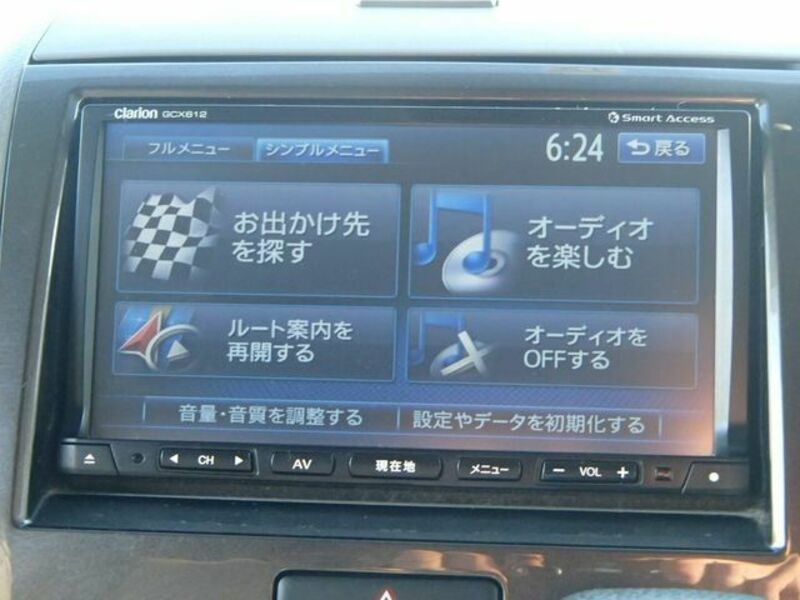 clarion GCX612
Smart Access
フルメニュー シンプルメニュー 6:24 戻る
お出かけ先
を探す
オーディオ
を楽しむ
ルート案内を
再開する
オーディオを
OFFする
音量・音質を調整する 設定やデータを初期化する
CH AV 現在地 メニュー − VOL +